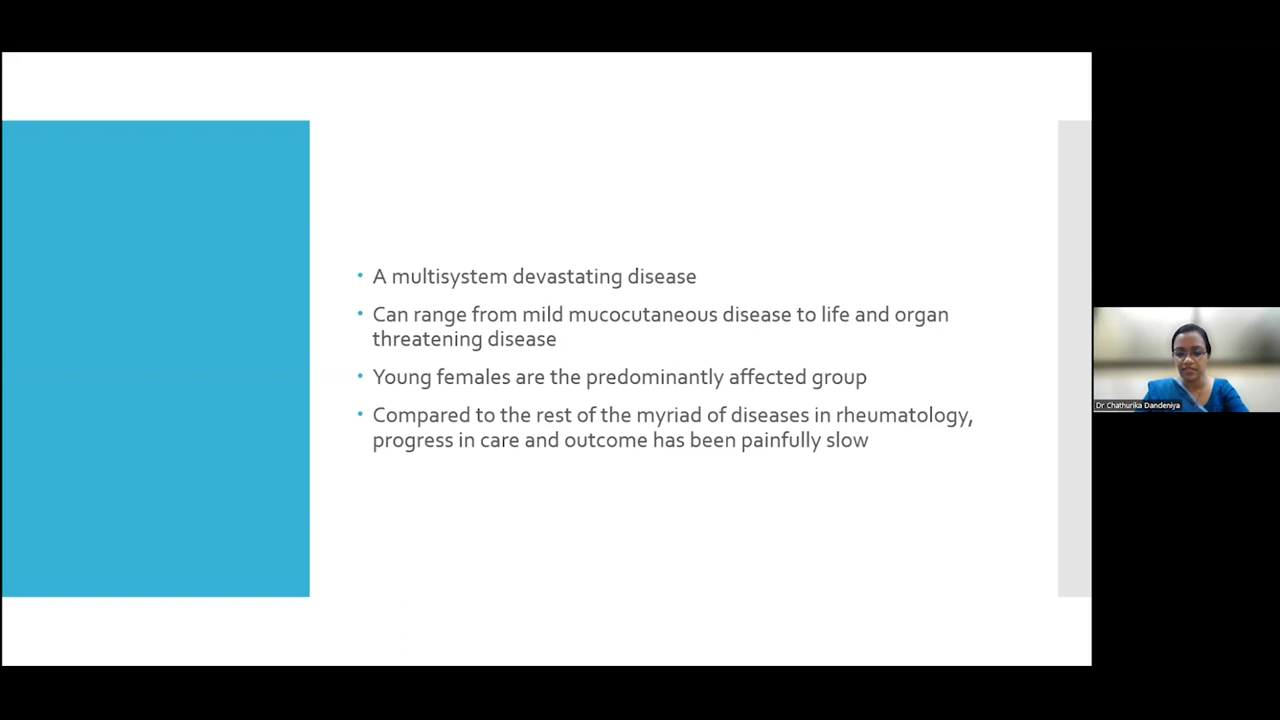 • A multisystem devastating disease
• Can range from mild mucocutaneous disease to life and organ
threatening disease
• Young females are the predominantly affected group
• Compared to the rest of the myriad of diseases in rheumatology,
progress in care and outcome has been painfully slow
Dr Chathurika Dandeniya